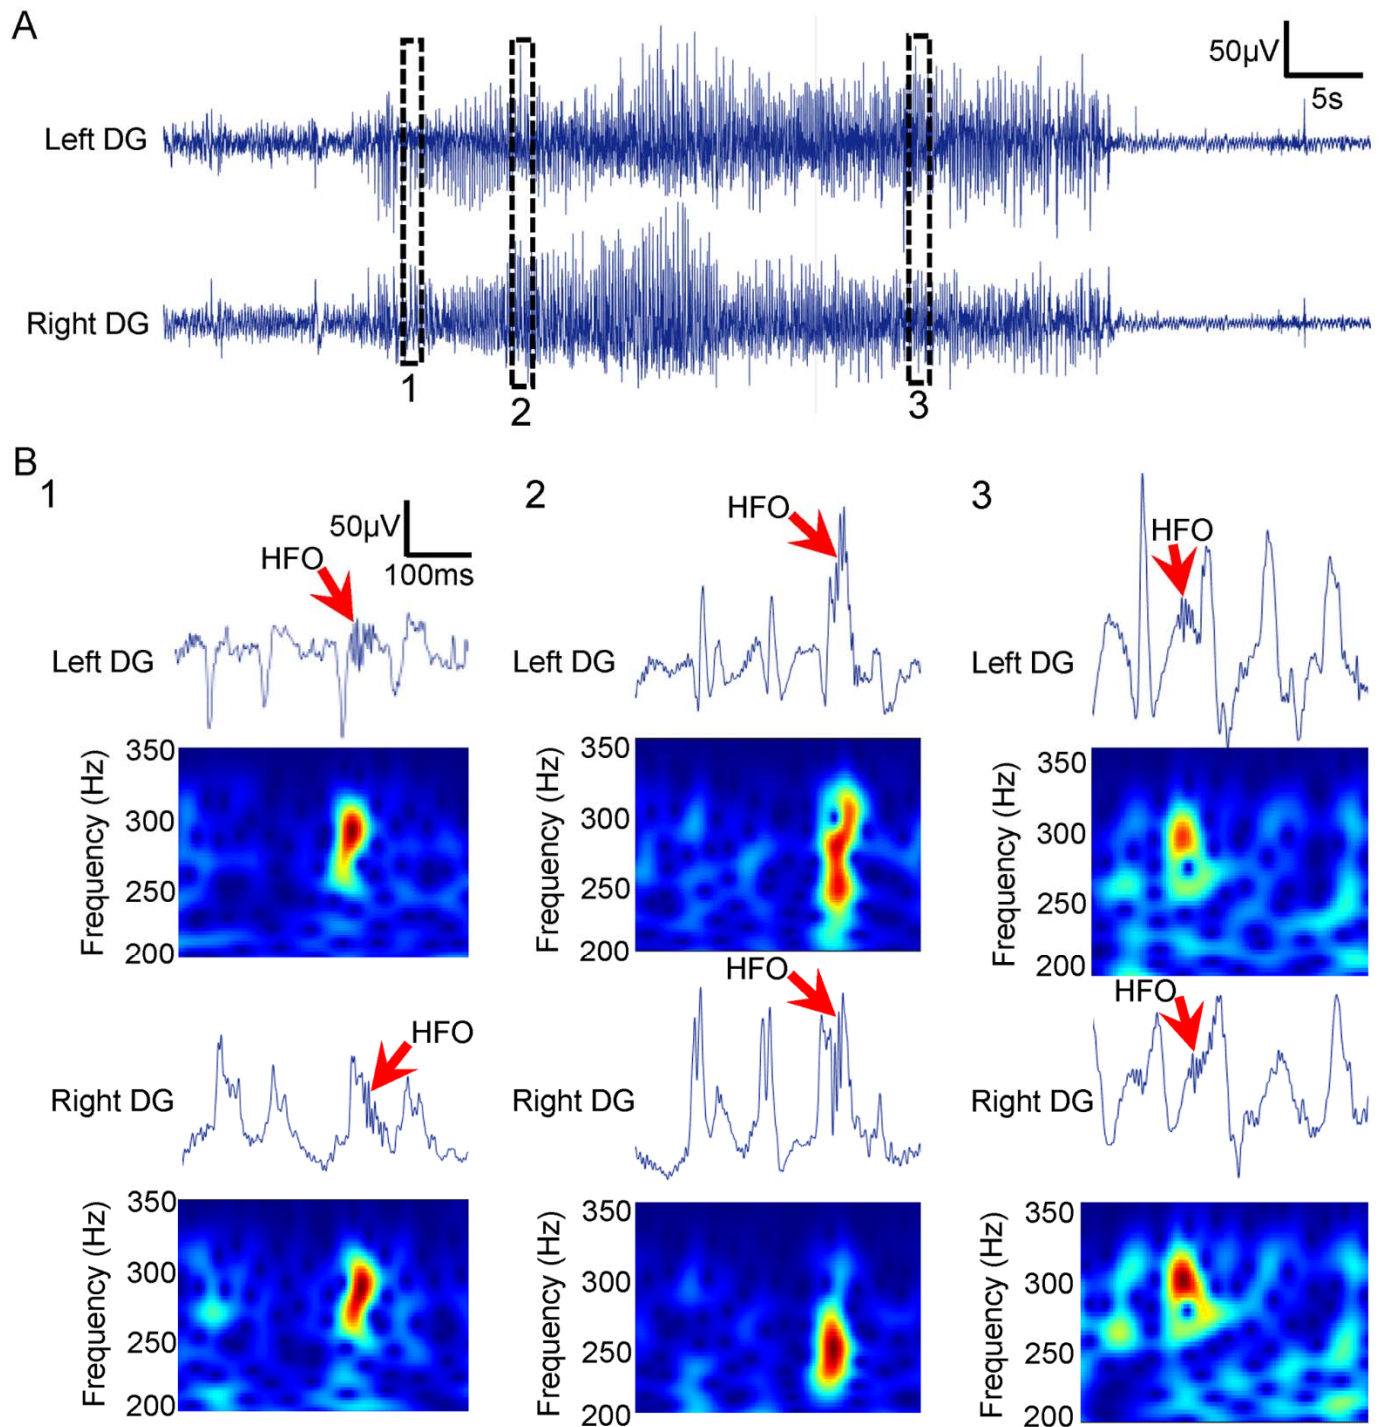 A
50µV
5s
Left DG
Right DG
1
2
3
B
1
2
3
50µV
100ms
HFO
HFO
HFO
Left DG
Left DG
Left DG
Frequency (Hz)
350
300
250
200
Frequency (Hz)
350
300
250
200
Frequency (Hz)
350
300
250
200
HFO
HFO
HFO
Right DG
Right DG
Right DG
Frequency (Hz)
350
300
250
200
Frequency (Hz)
350
300
250
200
Frequency (Hz)
350
300
250
200